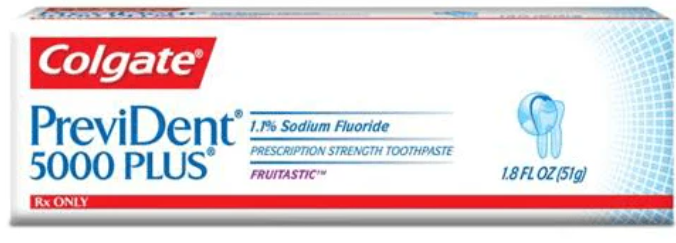 Colgate®
PreviDent®
5000 PLUS®
1.1% Sodium Fluoride
PRESCRIPTION STRENGTH TOOTHPASTE
FRUITASTIC™
1.8 FL OZ (51g)
Rx ONLY